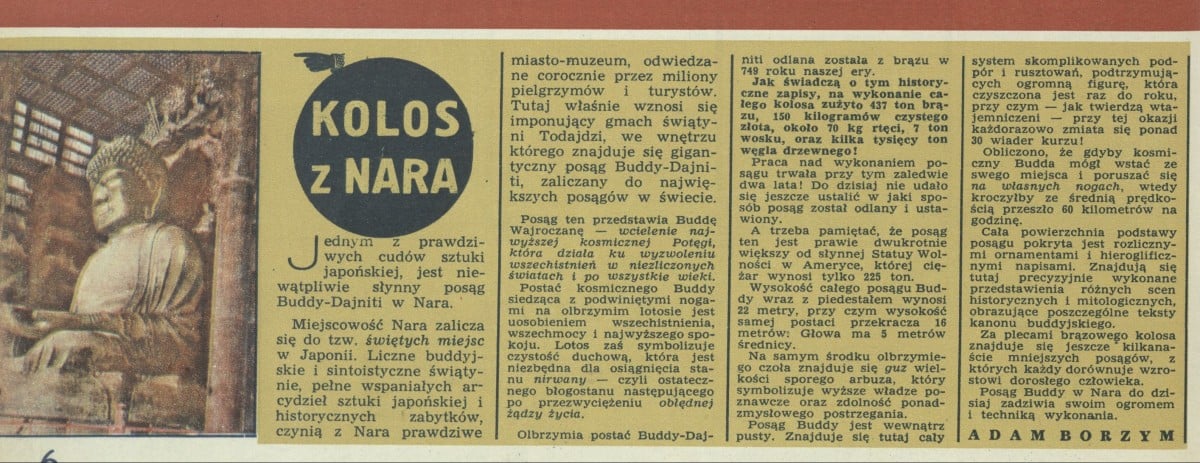 KOLOS
z NARA
Jednym z prawdzi-
wych cudów sztuki
japońskiej, jest nie-
wątpliwie słynny posąg
Buddy-Dajniti w Nara.
Miejscowość Nara zalicza
się do tzw. świętych miejsc
w Japonii. Liczne buddyj-
skie i sintoistyczne świąty-
nie, pełne wspaniałych ar-
cydzieł sztuki japońskiej i
historycznych zabytków,
czynią z Nara prawdziwe
miasto-muzeum, odwiedza-
ne corocznie przez miliony
pielgrzymów i turystów.
Tutaj właśnie wznosi się
imponujący gmach świąty-
ni Todajdzi, we wnętrzu
którego znajduje się gigan-
tyczny posąg Buddy-Dajni-
ti, zaliczany do najwię-
kszych posągów w świecie.
Posąg ten przedstawia Buddę
Wajroczanę — wcielenie naj-
wyższej kosmicznej Potęgi,
która działa ku wyzwoleniu
wszechistnień w niezliczonych
światach i po wszystkie wieki.
Postać kosmicznego Buddy
siedząca z podwiniętymi noga-
mi na olbrzymim lotosie jest
uosobieniem wszechistnienia,
wszechmocy i najwyższego spo-
koju. Lotos zaś symbolizuje
czystość duchową, która jest
niezbędna dla osiągnięcia sta-
nu nirwany — czyli ostatecz-
nego błogostanu następującego
po przezwyciężeniu obłędnej
żądzy życia.
Olbrzymia postać Buddy-Daj-
niti odlana została z brązu w
749 roku naszej ery.
Jak świadczą o tym history-
czne zapisy, na wykonanie ca-
łego kolosa zużyto 437 ton brą-
zu, 150 kilogramów czystego
złota, około 70 kg rtęci, 7 ton
wosku, oraz kilka tysięcy ton
węgla drzewnego!
Praca nad wykonaniem po-
sągu trwała przy tym zaledwie
dwa lata! Do dzisiaj nie udało
się jeszcze ustalić w jaki spo-
sób posąg został odlany i usta-
wiony.
A trzeba pamiętać, że posąg
ten jest prawie dwukrotnie
większy od słynnej Statuy Wol-
ności w Ameryce, której cię-
żar wynosi tylko 225 ton.
Wysokość całego posągu Bud-
dy wraz z piedestałem wynosi
22 metry, przy czym wysokość
samej postaci przekracza 16
metrów: Głowa ma 5 metrów
średnicy.
Na samym środku olbrzymie-
go czoła znajduje się guz wiel-
kości sporego arbuza, który
symbolizuje wyższe władze po-
znawcze oraz zdolność ponad-
zmysłowego postrzegania.
Posąg Buddy jest wewnątrz
pusty. Znajduje się tutaj cały
system skomplikowanych pod-
pór i rusztowań, podtrzymują-
cych ogromną figurę, która
czyszczona jest raz do roku,
przy czym — jak twierdzą wta-
jemniczeni — przy tej okazji
każdorazowo zmiata się ponad
30 wiader kurzu!
Obliczono, że gdyby kosmi-
czny Budda mógł wstać ze
swego miejsca i poruszać się
na własnych nogach, wtedy
kroczyłby ze średnią prędko-
ścią przeszło 60 kilometrów na
godzinę.
Cała powierzchnia podstawy
posągu pokryta jest rozliczny-
mi ornamentami i hieroglificz-
nymi napisami. Znajdują się
tutaj precyzyjnie wykonane
przedstawienia różnych scen
historycznych i mitologicznych,
obrazujące poszczególne teksty
kanonu buddyjskiego.
Za plecami brązowego kolosa
znajduje się jeszcze kilkana-
ście mniejszych posągów, z
których każdy dorównuje wzro-
stowi dorosłego człowieka.
Posąg Buddy w Nara do dzi-
siaj zadziwia swoim ogromem
i techniką wykonania.
ADAM BORZYM
6